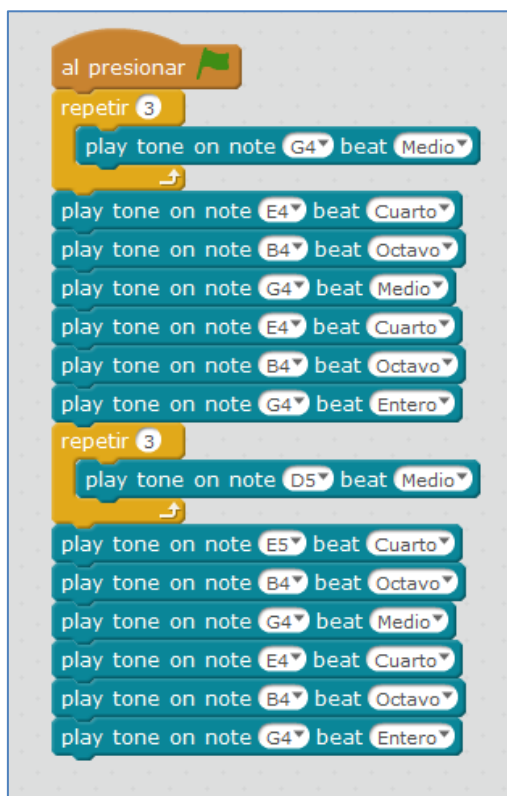 al presionar
repetir 3
play tone on note G4 beat Medio
play tone on note E4 beat Cuarto
play tone on note B4 beat Octavo
play tone on note G4 beat Medio
play tone on note E4 beat Cuarto
play tone on note B4 beat Octavo
play tone on note G4 beat Entero
repetir 3
play tone on note D5 beat Medio
play tone on note E5 beat Cuarto
play tone on note B4 beat Octavo
play tone on note G4 beat Medio
play tone on note E4 beat Cuarto
play tone on note B4 beat Octavo
play tone on note G4 beat Entero